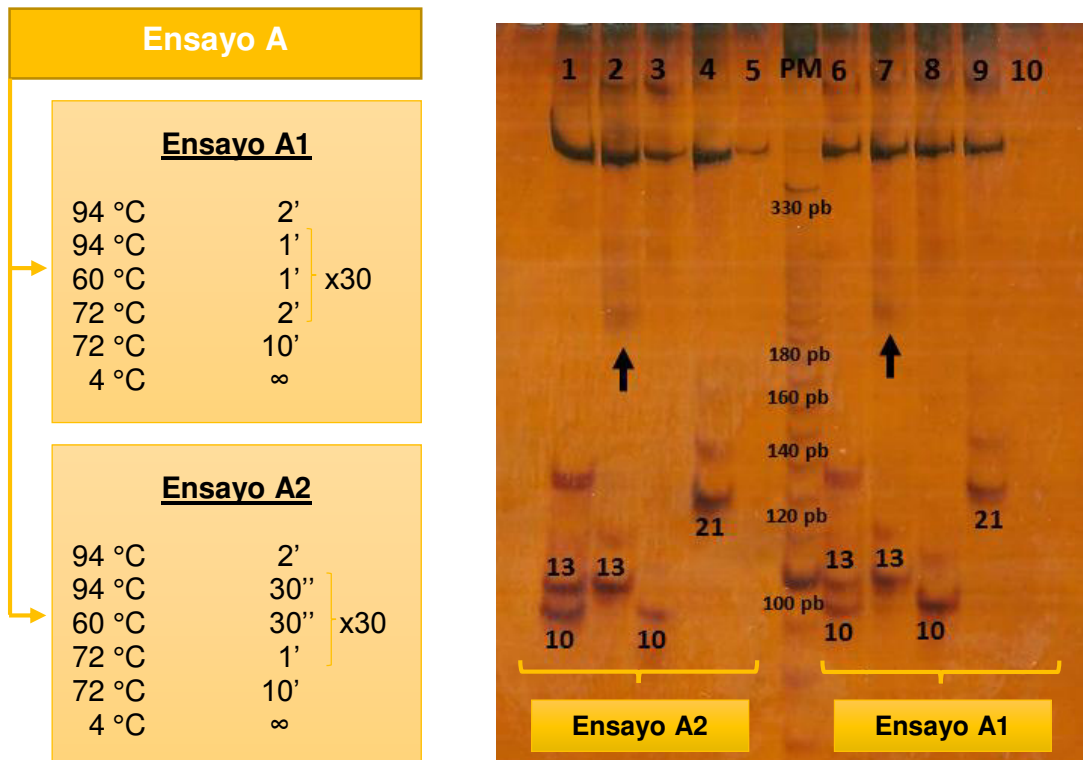 Ensayo A
Ensayo A1
94 °C 2’
94 °C 1’
60 °C 1’ x30
72 °C 2’
72 °C 10’
4 °C ∞
Ensayo A2
94 °C 2’
94 °C 30’’
60 °C 30’’ x30
72 °C 1’
72 °C 10’
4 °C ∞
1 2 3 4 5 PM 6 7 8 9 10
330 pb
180 pb
160 pb
140 pb
120 pb
21 21
13 13 13 13
100 pb
10 10 10 10
Ensayo A2 Ensayo A1